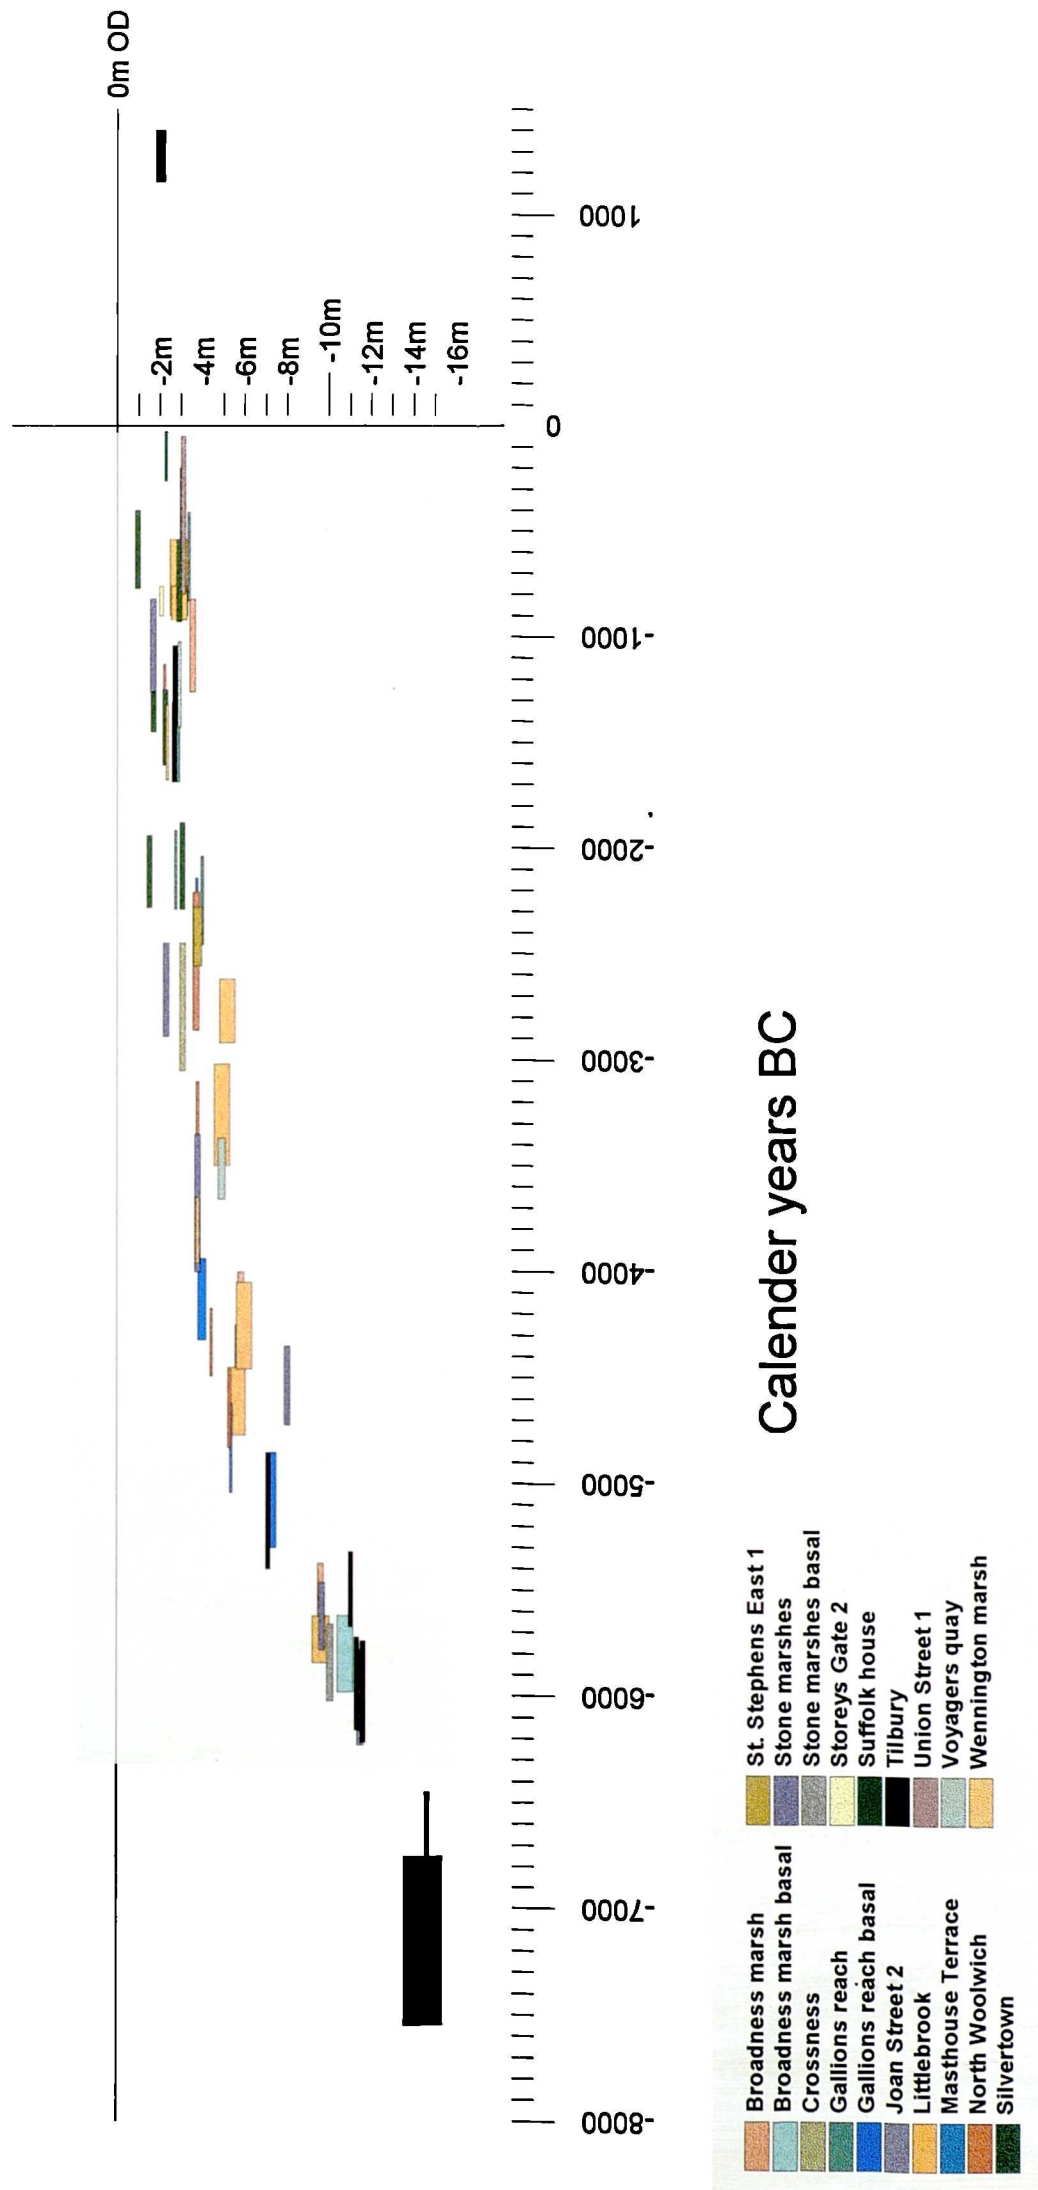 0m OD
-2m
-4m
-6m
-8m
-10m
-12m
-14m
-16m
-8000
-7000
-6000
-5000
-4000
-3000
-2000
-1000
0
1000
Calender years BC
Broadness marsh
Broadness marsh basal
Crossness
Gallions reach
Gallions reach basal
Joan Street 2
Littlebrook
Masthouse Terrace
North Woolwich
Silvertown
St. Stephens East 1
Stone marshes
Stone marshes basal
Storeys Gate 2
Suffolk house
Tilbury
Union Street 1
Voyagers quay
Wennington marsh